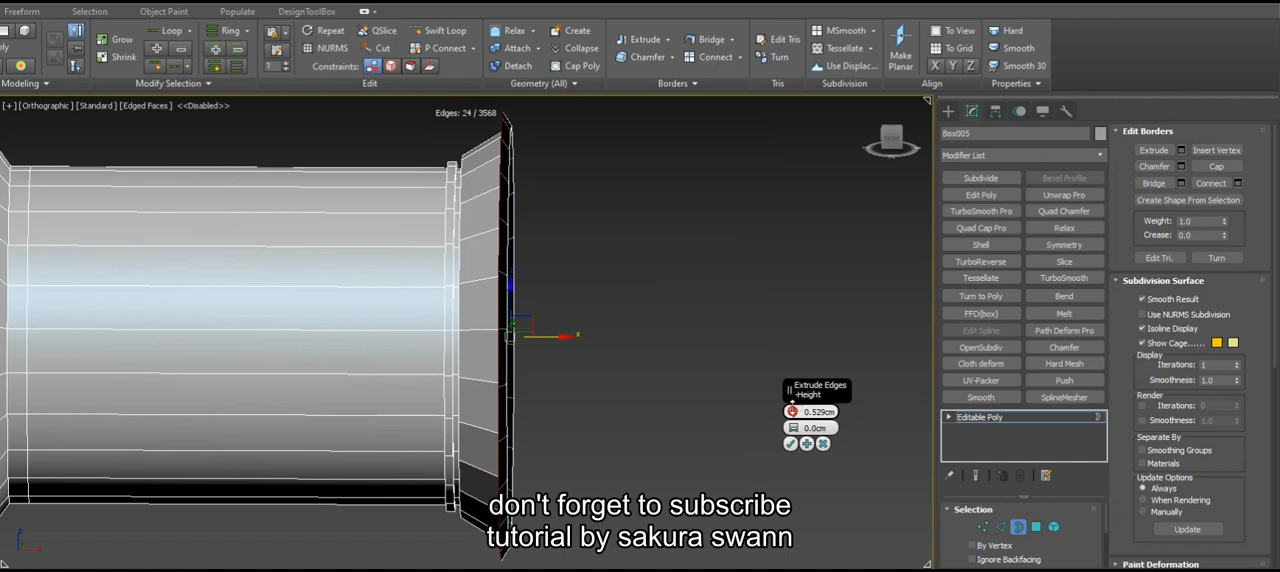 Freeform
Selection
Object Paint
Populate
DesignToolBox
Grow
Shrink
Loop
Ring
Modeling
Modify Selection
Repeat
QSlice
Swift Loop
NURMS
Cut
P Connect
Constraints:
1
Edit
Relax
Create
Attach
Collapse
Detach
Cap Poly
Geometry (All)
Extrude
Bridge
Chamfer
Connect
Borders
Edit Tris
Turn
Tris
MSmooth
Tessellate
Use Displac...
Subdivision
Make
Planar
To View
To Grid
X Y Z
Align
Hard
Smooth
Smooth 30
Properties
[+] [Orthographic] [Standard] [Edged Faces] <<Disabled>>
Edges: 24 / 3568
x
Extrude Edges
-Height
0.529cm
0.0cm
don't forget to subscribe
tutorial by sakura swann
Box005
Modifier List
Subdivide
Bevel Profile
Edit Poly
Unwrap Pro
TurboSmooth Pro
Quad Chamfer
Quad Cap Pro
Relax
Shell
Symmetry
TurboReverse
Slice
Tessellate
TurboSmooth
Turn to Poly
Bend
FFD(box)
Melt
Edit Spline
Path Deform Pro
OpenSubdiv
Chamfer
Cloth deform
Hard Mesh
UV-Packer
Push
Smooth
SplineMesher
Editable Poly
Selection
By Vertex
Ignore Backfacing
Edit Borders
Extrude
Insert Vertex
Chamfer
Cap
Bridge
Connect
Create Shape From Selection
Weight: 1.0
Crease: 0.0
Edit Tri.
Turn
Subdivision Surface
Smooth Result
Use NURMS Subdivision
Isoline Display
Show Cage......
Display
Iterations: 1
Smoothness: 1.0
Render
Iterations: 0
Smoothness: 1.0
Separate By
Smoothing Groups
Materials
Update Options
Always
When Rendering
Manually
Update
Paint Deformation